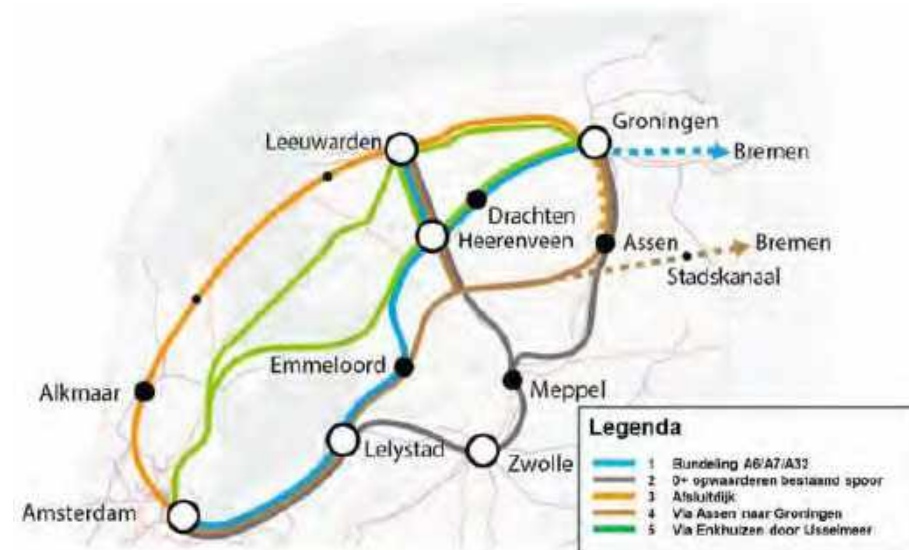 Leeuwarden
Groningen
Bremen
Drachten
Heerenveen
Assen
Bremen
Stadskanaal
Emmeloord
Meppel
Alkmaar
Lelystad
Zwolle
Amsterdam
Legenda
1 Bundeling A6/A7/A32
2 0+ opwaarderen bestaand spoor
3 Afsluitdijk
4 Via Assen naar Groningen
5 Via Enkhuizen door IJsselmeer